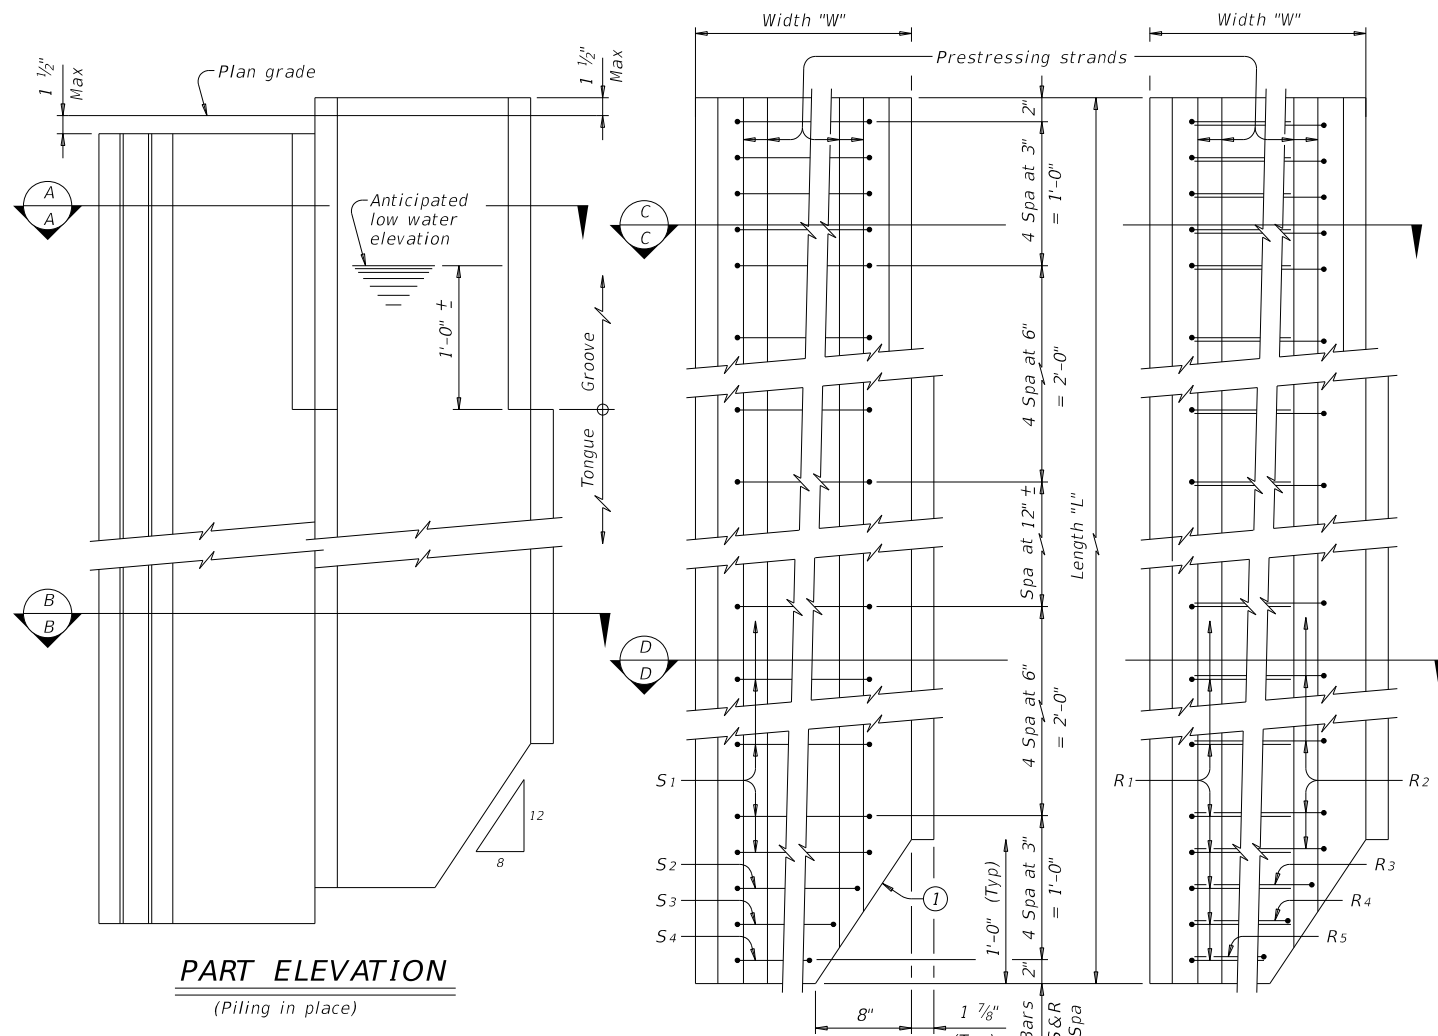 1 ½"
Max
Plan grade
1 ½"
Max
A
A
Anticipated
low water
elevation
1'-0" ±
Groove
Tongue
B
B
12
8
PART ELEVATION
(Piling in place)
Width "W"
Width "W"
Prestressing strands
C
C
D
D
2"
4 Spa at 3"
= 1'-0"
4 Spa at 6"
= 2'-0"
Spa at 12" ±
Length "L"
4 Spa at 6"
= 2'-0"
4 Spa at 3"
= 1'-0"
2"
1'-0" (Typ)
S1
S2
S3
S4
1
R1
R2
R3
R4
R5
8"
1 ⅞"
Bars
S&R
Spa